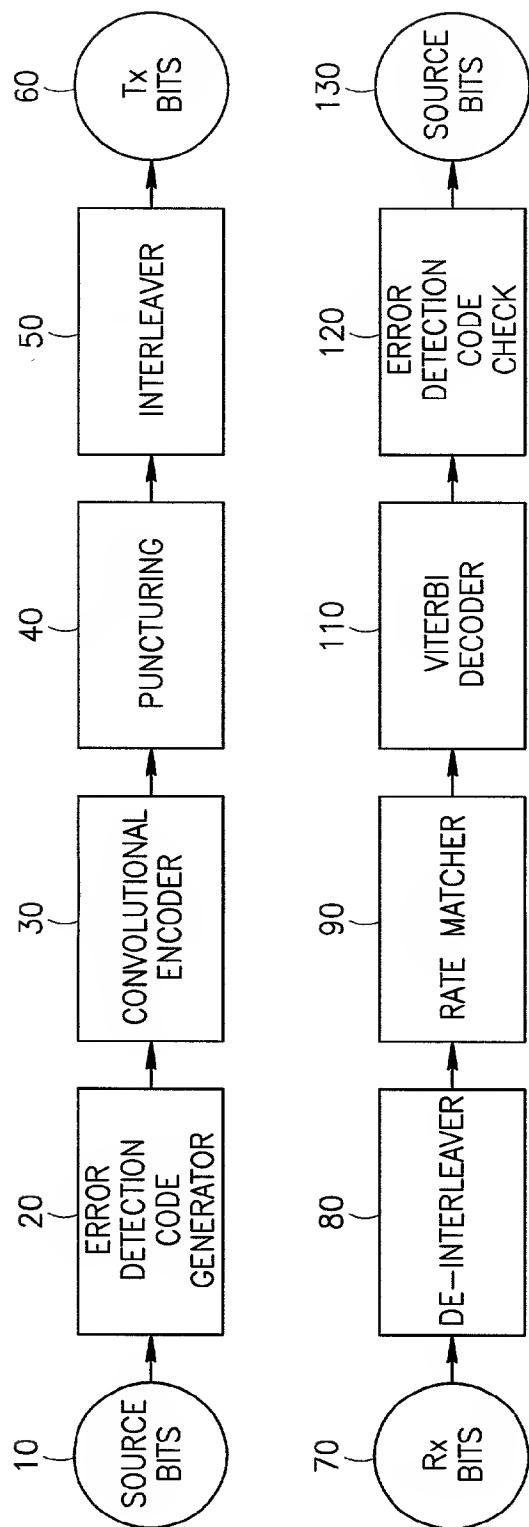 10
SOURCE
BITS
20
ERROR
DETECTION
CODE
GENERATOR
30
CONVOLUTIONAL
ENCODER
40
PUNCTURING
50
INTERLEAVER
60
Tx
BITS
70
Rx
BITS
80
DE-INTERLEAVER
90
RATE MATCHER
110
VITERBI
DECODER
120
ERROR
DETECTION
CODE
CHECK
130
SOURCE
BITS